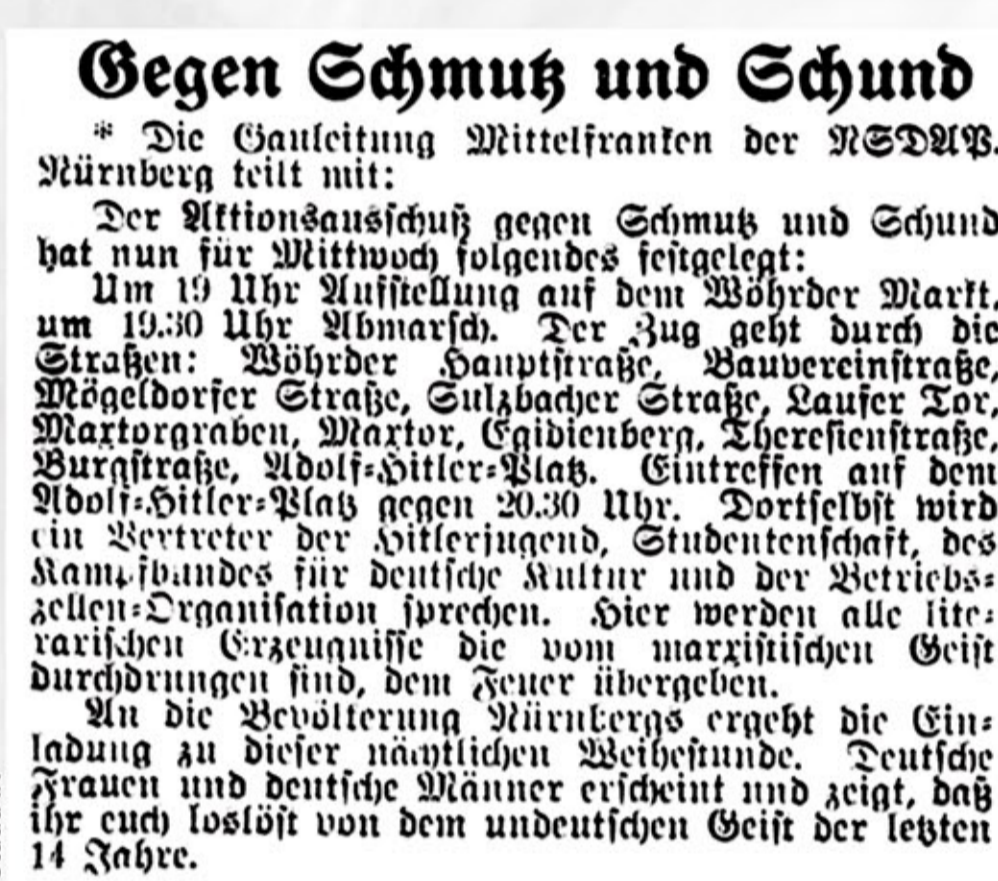 Gegen Schmutz und Schund
* Die Gauleitung Mittelfranken der NSDAP.
Nürnberg teilt mit:
Der Aktionsausschuß gegen Schmutz und Schund
hat nun für Mittwoch folgendes festgelegt:
Um 19 Uhr Aufstellung auf dem Wöhrder Markt,
um 19.30 Uhr Abmarsch. Der Zug geht durch die
Straßen: Wöhrder Hauptstraße, Bauvereinstraße,
Mögeldorfer Straße, Sulzbacher Straße, Laufer Tor,
Maxtorgraben, Maxtor, Egidienberg, Theresienstraße,
Burgstraße, Adolf-Hitler-Platz. Eintreffen auf dem
Adolf-Hitler-Platz gegen 20.30 Uhr. Dortselbst wird
ein Vertreter der Hitlerjugend, Studentenschaft, des
Kampfbundes für deutsche Kultur und der Betriebs-
zellen-Organisation sprechen. Hier werden alle lite-
rarischen Erzeugnisse die vom marxistischen Geist
durchdrungen sind, dem Feuer übergeben.
An die Bevölkerung Nürnbergs ergeht die Ein-
ladung zu dieser nächtlichen Weihestunde. Deutsche
Frauen und deutsche Männer erscheint und zeigt, daß
ihr euch loslöst von dem undeutschen Geist der letzten
14 Jahre.